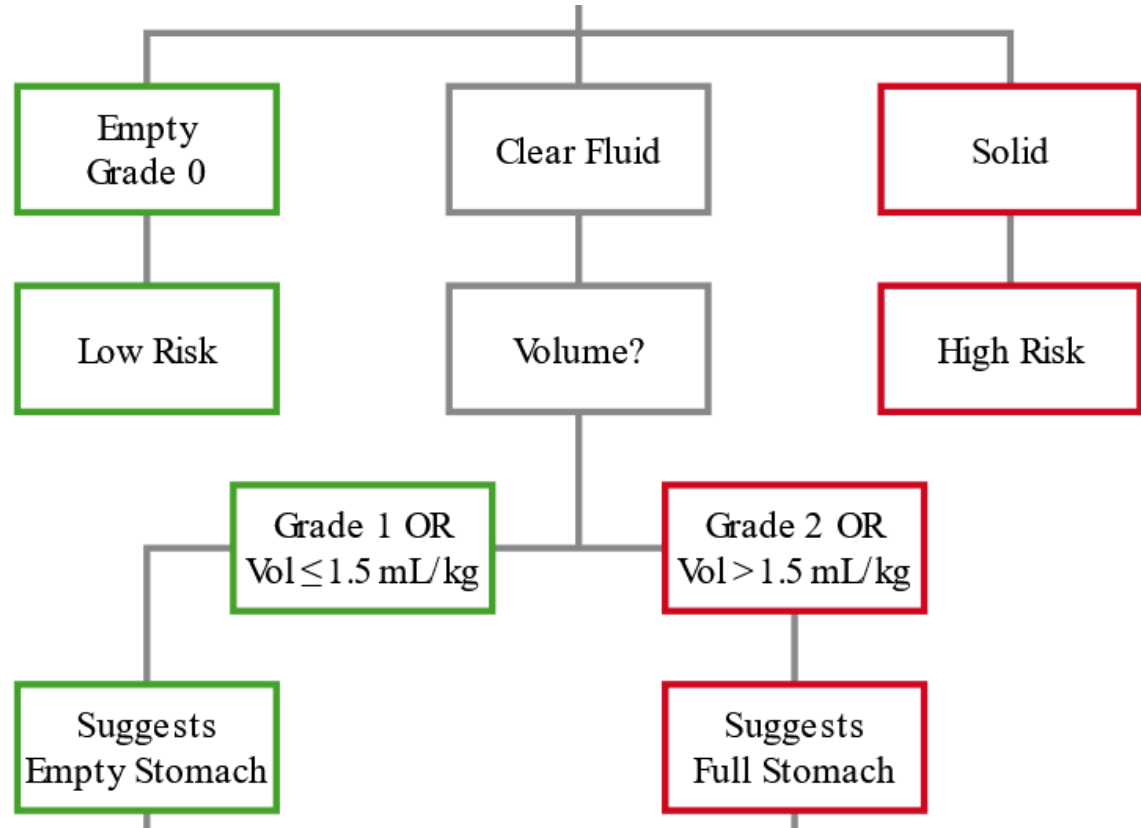 Empty
Grade 0
Clear Fluid
Solid
Low Risk
Volume?
High Risk
Grade 1 OR
Vol ≤ 1.5 mL/kg
Grade 2 OR
Vol > 1.5 mL/kg
Suggests
Empty Stomach
Suggests
Full Stomach